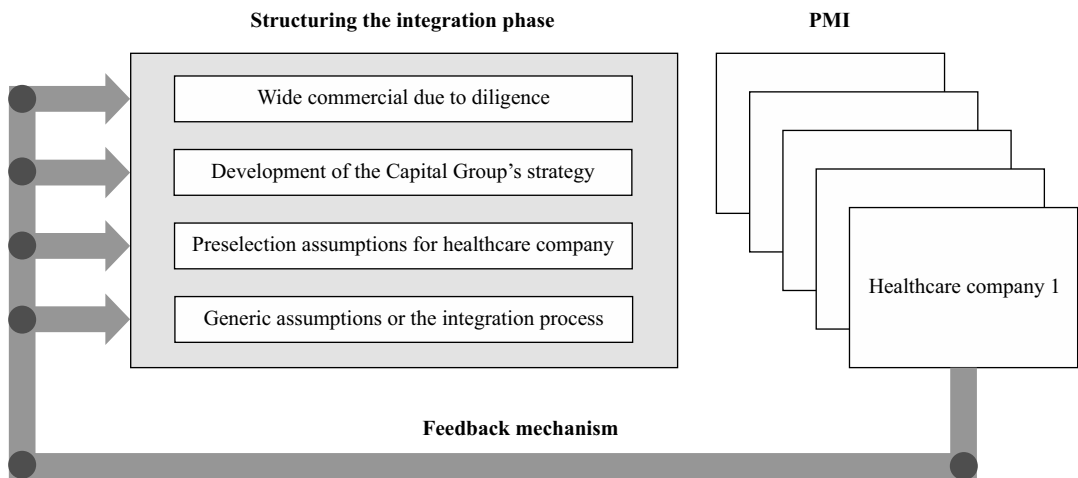 Structuring the integration phase
PMI
Wide commercial due to diligence
Development of the Capital Group's strategy
Preselection assumptions for healthcare company
Generic assumptions or the integration process
Healthcare company 1
Feedback mechanism